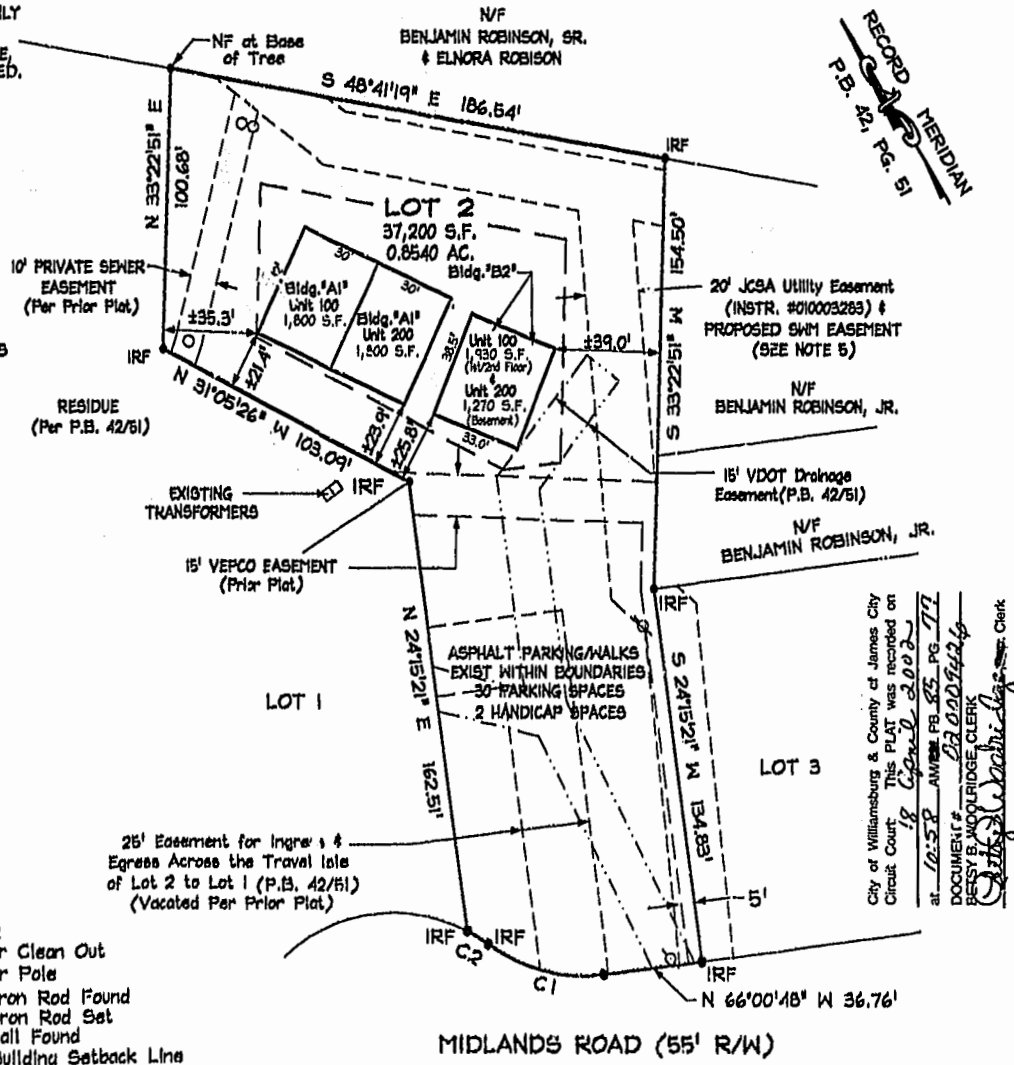 NF at Base
of Tree
N/F
BENJAMIN ROBINSON, SR.
& ELNORA ROBISON
RECORD MERIDIAN
P.B. 42, PG. 51
S 48°41'19" E 186.54'
IRF
N 33°22'51" E
100.68'
LOT 2
37,200 S.F.
0.8540 AC.
Bldg."B2"
30'
30'
Bldg."A1"
Unit 100
1,800 S.F.
Bldg."A1"
Unit 200
1,800 S.F.
38.5'
Unit 100
1,930 S.F.
(1st/2nd Floor)
&
Unit 200
1,270 S.F.
(Basement)
33.0'
±39.0'
154.50'
S 33°22'51" W
10' PRIVATE SEWER
EASEMENT
(Per Prior Plat)
±35.3'
±21.4'
±23.9'
±25.8'
20' JCSA Utility Easement
(INSTR. #010003283) &
PROPOSED SWM EASEMENT
(SEE NOTE 5)
IRF
N 31°05'26" W 103.09'
RESIDUE
(Per P.B. 42/51)
N/F
BENJAMIN ROBINSON, JR.
EXISTING
TRANSFORMERS
IRF
15' VDOT Drainage
Easement(P.B. 42/51)
15' VEPCO EASEMENT
(Prior Plat)
N/F
BENJAMIN ROBINSON, JR.
IRF
N 24°15'21" E
162.51'
ASPHALT PARKING/WALKS
EXIST WITHIN BOUNDARIES
30 PARKING SPACES
2 HANDICAP SPACES
S 24°15'21" W 134.83'
LOT 1
LOT 3
25' Easement for Ingre & &
Egress Across the Travel Isle
of Lot 2 to Lot 1 (P.B. 42/51)
(Vacated Per Prior Plat)
5'
IRF
C2
IRF
C1
IRF
N 66°00'48" W 36.76'
MIDLANDS ROAD (55' R/W)
r Clean Out
r Pole
ron Rod Found
ron Rod Set
ail Found
uilding Setback Line
City of Williamsburg & County of James City
Circuit Court: This PLAT was recorded on
18 April 2002
at 10:58 AM/PM PB 85 PG 77
DOCUMENT # 020009426
BETSY B. WOOLRIDGE, CLERK
Betsy B. Woolridge Clerk